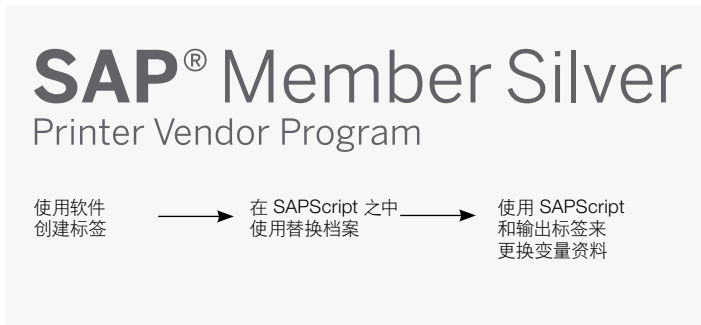 SAP® Member Silver
Printer Vendor Program
使用软件
创建标签
在 SAPScript 之中
使用替换档案
使用 SAPScript
和输出标签来
更换变量资料